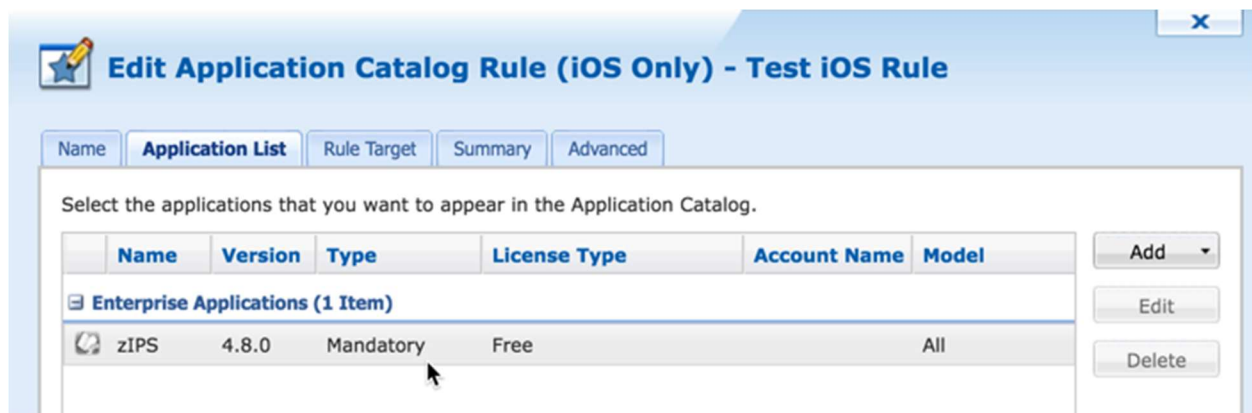 x
Edit Application Catalog Rule (iOS Only) - Test iOS Rule
Name Application List Rule Target Summary Advanced
Select the applications that you want to appear in the Application Catalog.
Name Version Type License Type Account Name Model Add
Enterprise Applications (1 Item)
Edit
zIPS 4.8.0 Mandatory Free All
Delete